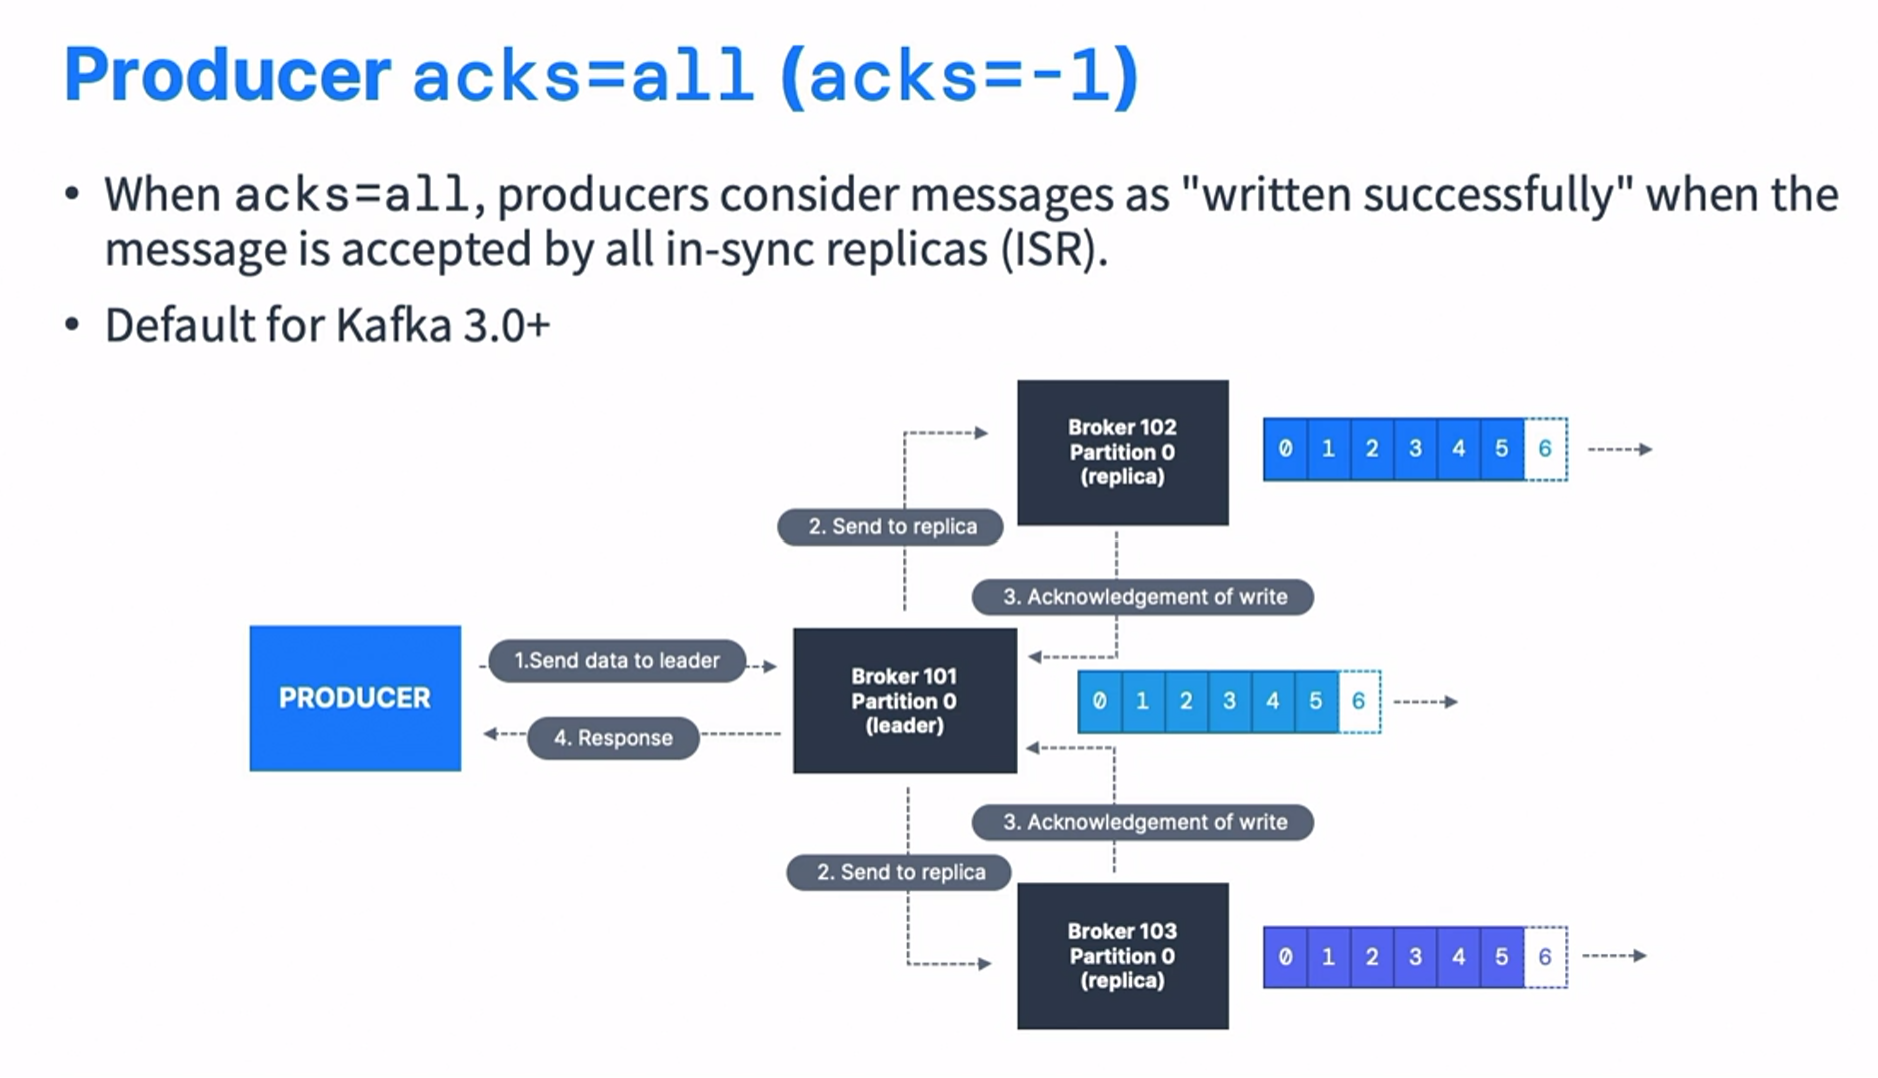 Producer acks=all (acks=-1)
• When acks=all, producers consider messages as "written successfully" when the
message is accepted by all in-sync replicas (ISR).
• Default for Kafka 3.0+
Broker 102
Partition 0
(replica)
0 1 2 3 4 5 6
2. Send to replica
3. Acknowledgement of write
PRODUCER
1.Send data to leader
4. Response
Broker 101
Partition 0
(leader)
0 1 2 3 4 5 6
3. Acknowledgement of write
2. Send to replica
Broker 103
Partition 0
(replica)
0 1 2 3 4 5 6